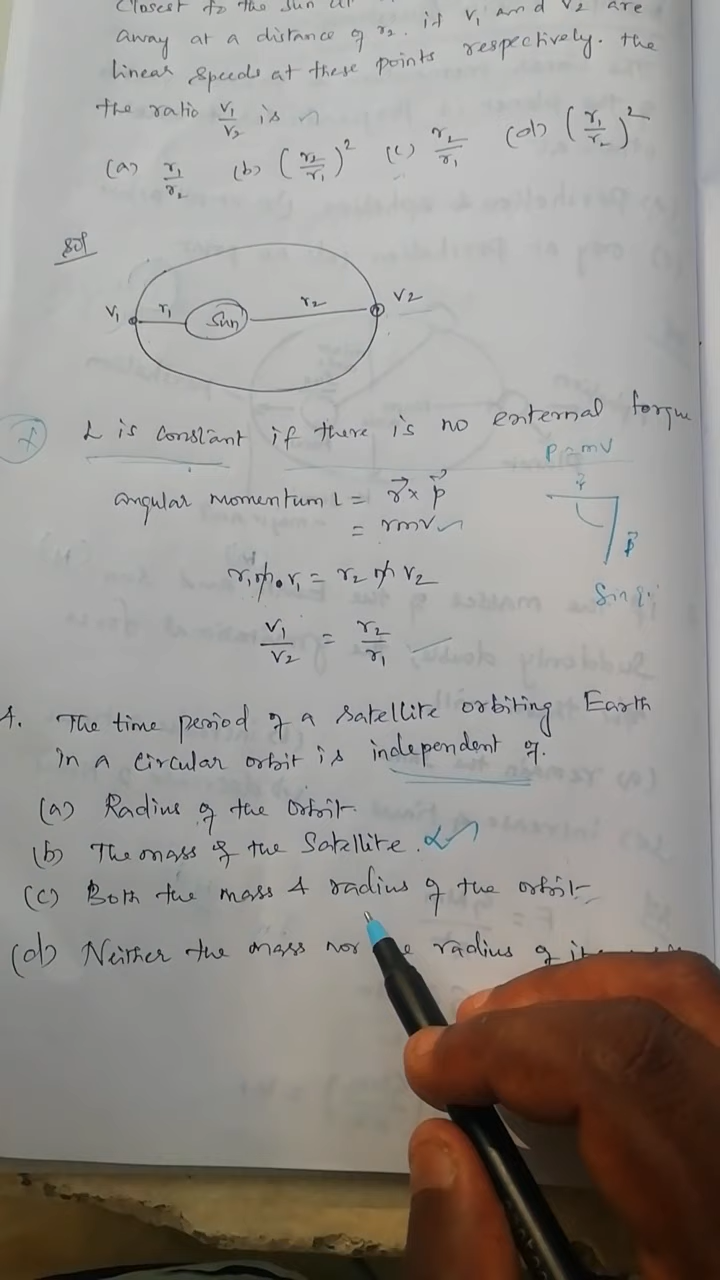 closest to the sun at
away at a distance of r₂. if v₁ and v₂ are
linear speeds at these points respectively. the
the ratio v₁/v₂ is
(a) r₁/r₂ (b) (r₂/r₁)² (c) r₂/r₁ (d) (r₁/r₂)²
Sol
v₁ r₁ Sun r₂ v₂
L is constant if there is no external torque
P = mv
angular momentum L = r⃗ × p⃗
= rmv
r⃗
p⃗
r₁ m v₁ = r₂ m v₂
Sin 9
v₁/v₂ = r₂/r₁
4. The time period of a satellite orbiting Earth
in a circular orbit is independent of.
(a) Radius of the orbit.
(b) The mass of the Satellite.
(c) Both the mass & radius of the orbit
(d) Neither the mass nor radius of